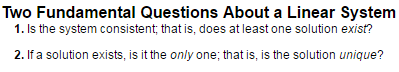 Two Fundamental Questions About a Linear System
1. Is the system consistent; that is, does at least one solution exist?
2. If a solution exists, is it the only one; that is, is the solution unique?